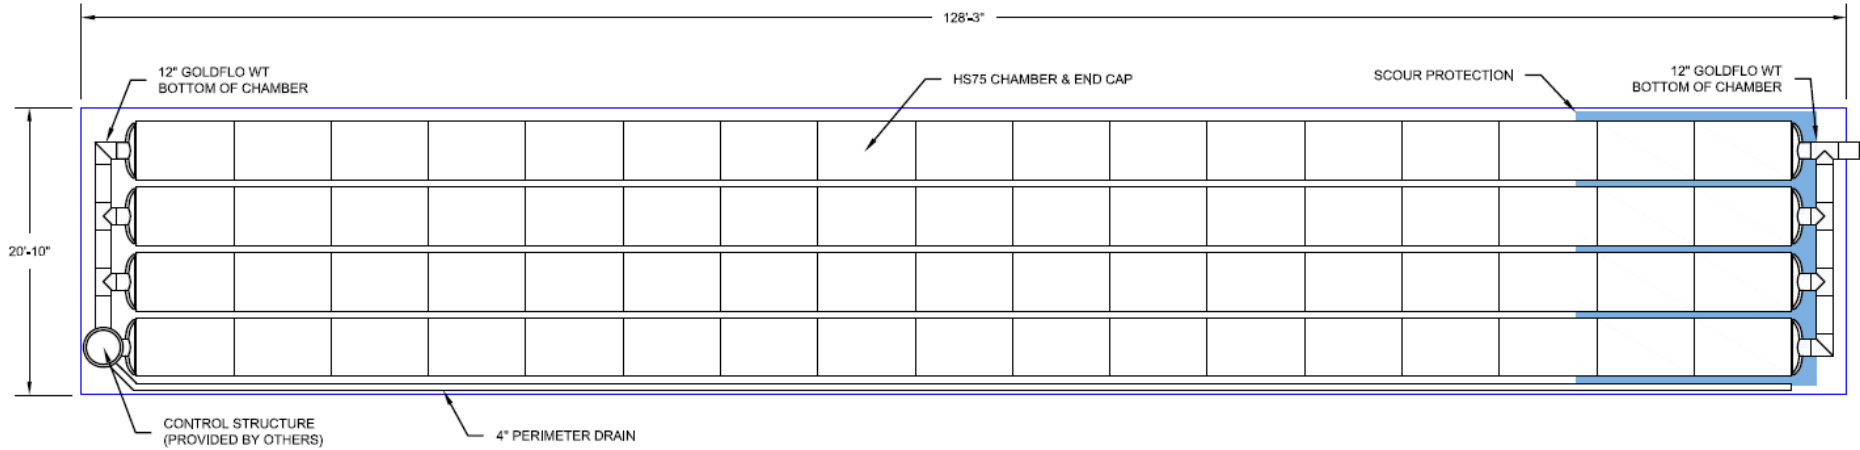 128'-3"
12" GOLDFLO WT
BOTTOM OF CHAMBER
HS75 CHAMBER & END CAP
SCOUR PROTECTION
12" GOLDFLO WT
BOTTOM OF CHAMBER
20'-10"
CONTROL STRUCTURE
(PROVIDED BY OTHERS)
4" PERIMETER DRAIN